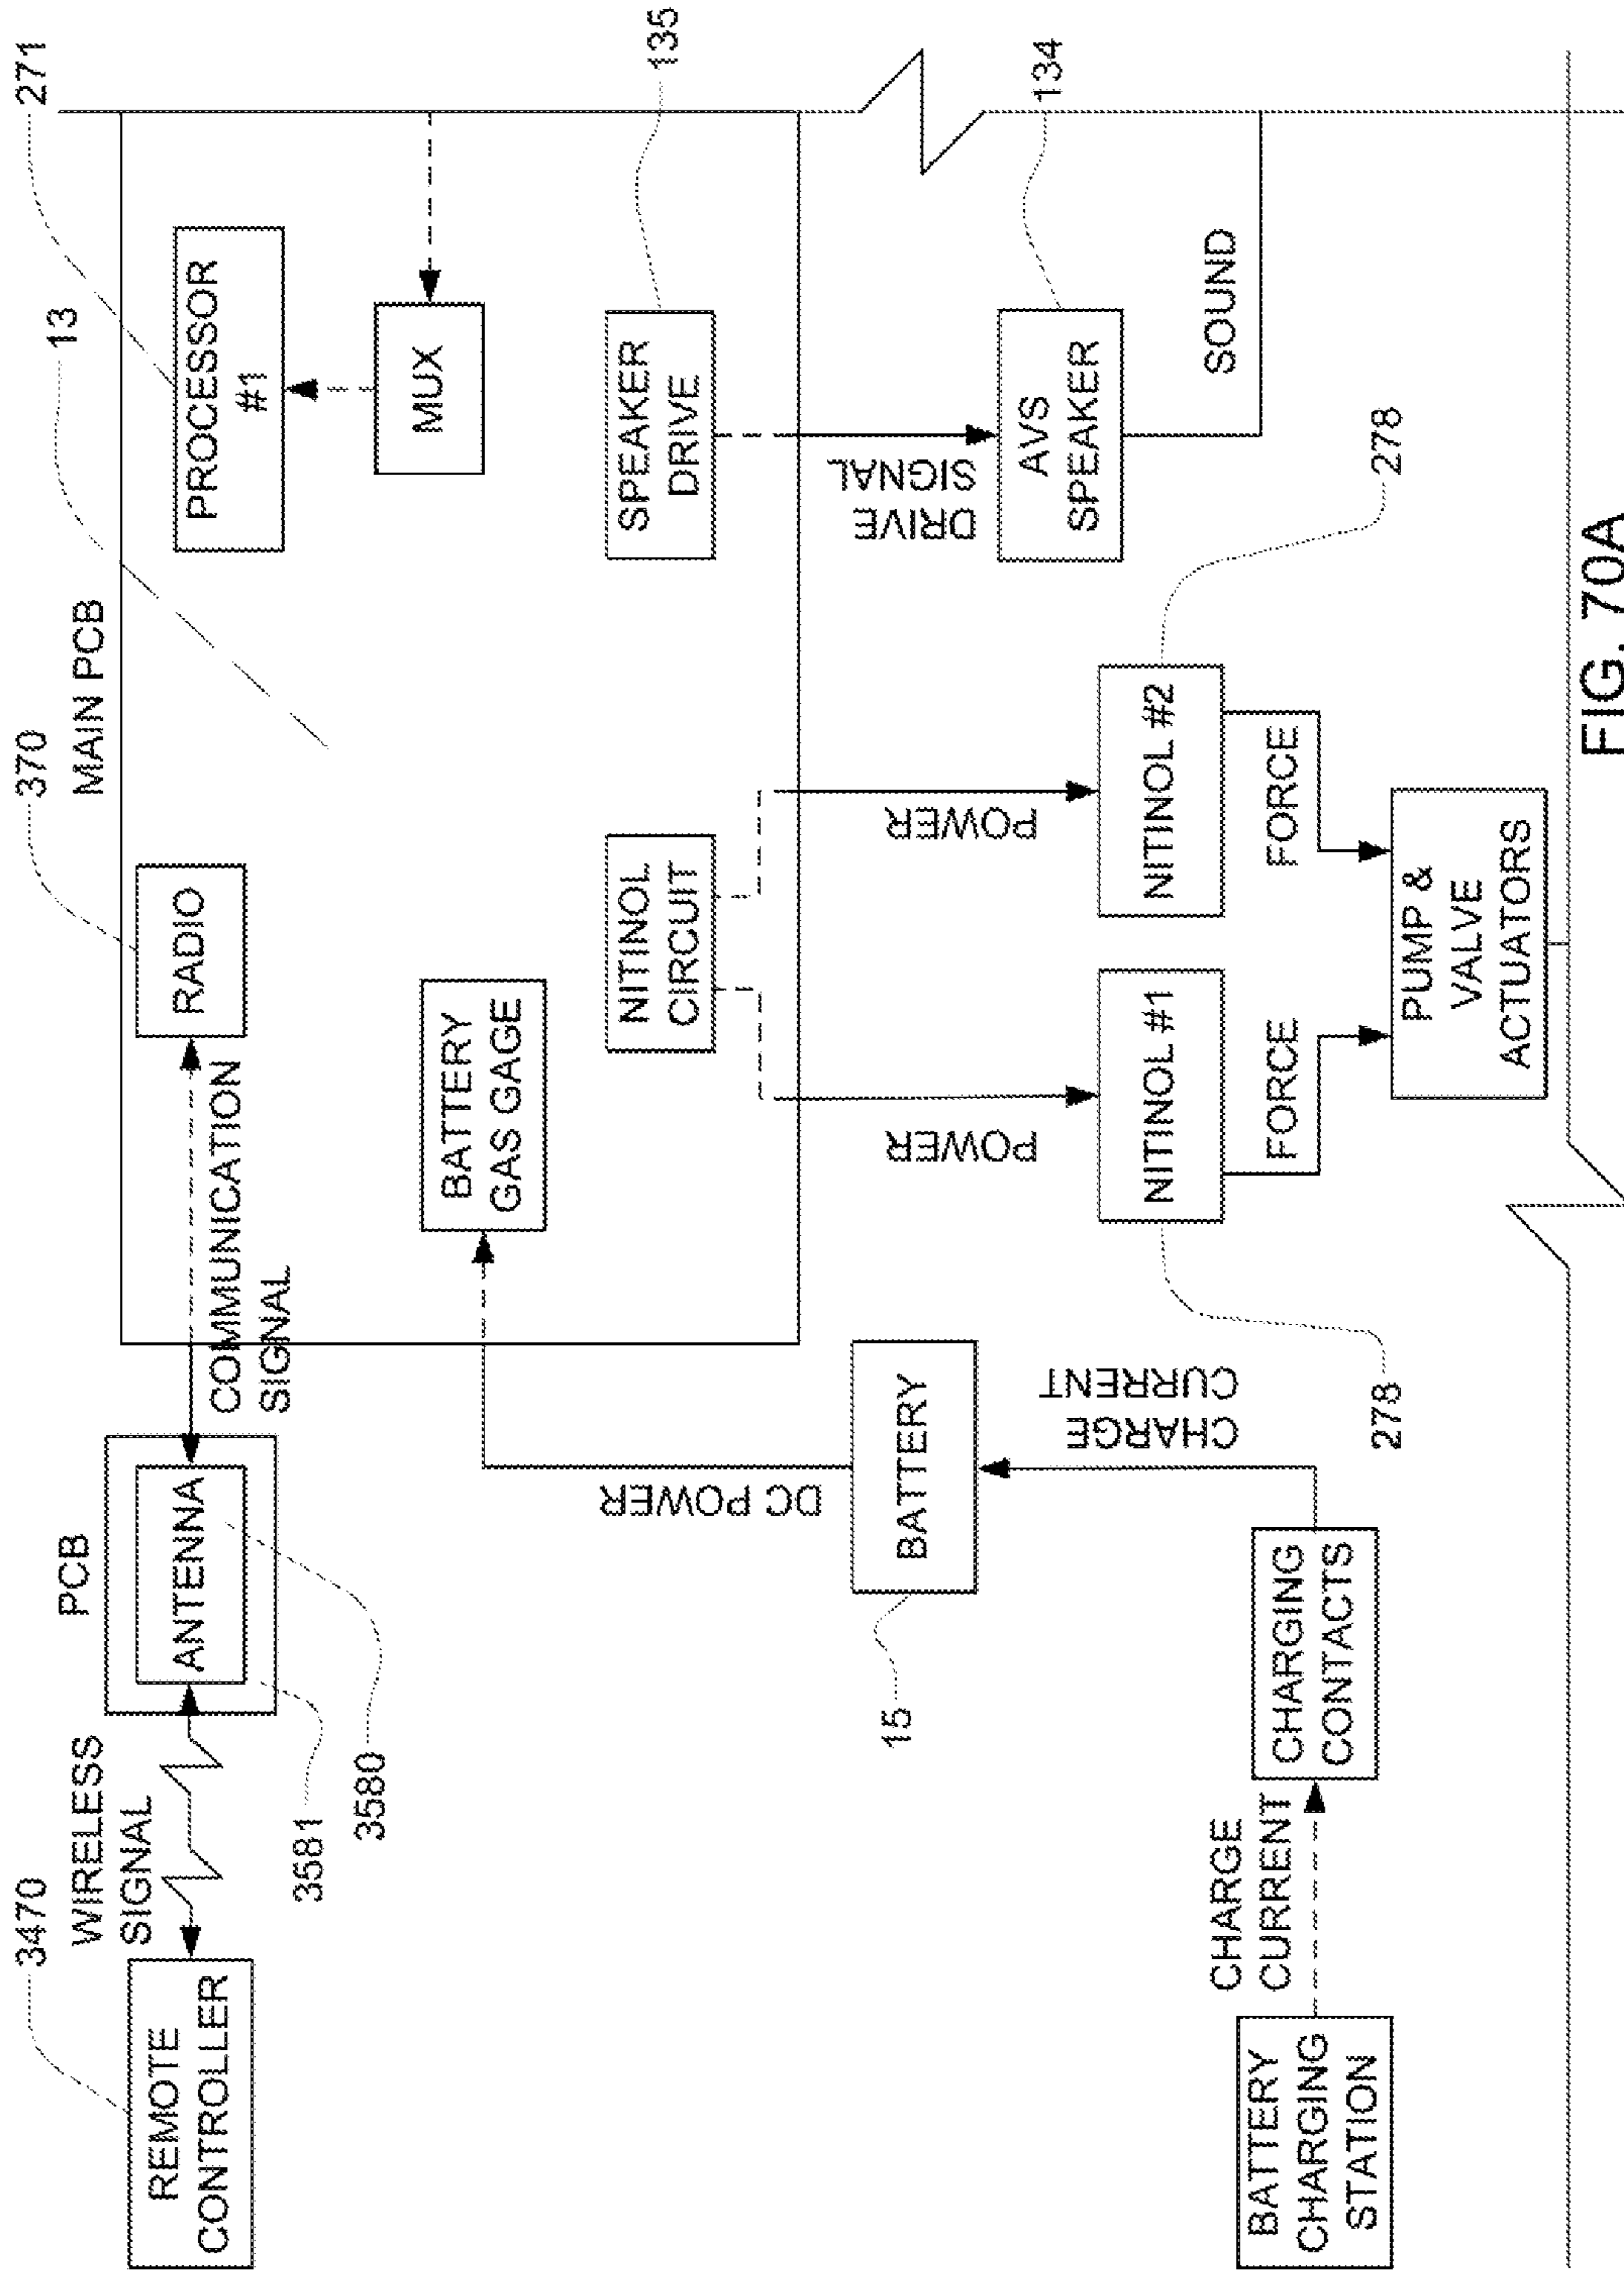 3470
REMOTE
CONTROLLER
WIRELESS
SIGNAL
PCB
ANTENNA
3581
3580
COMMUNICATION
SIGNAL
370
RADIO
MAIN PCB
13
271
PROCESSOR
#1
MUX
BATTERY
GAS GAGE
NITINOL
CIRCUIT
SPEAKER
DRIVE
135
DC POWER
BATTERY
15
POWER
POWER
DRIVE
SIGNAL
AVS
SPEAKER
134
SOUND
CHARGE
CURRENT
NITINOL #1
278
NITINOL #2
278
FORCE
FORCE
BATTERY
CHARGING
STATION
CHARGE
CURRENT
CHARGING
CONTACTS
PUMP &
VALVE
ACTUATORS
FIG. 70A